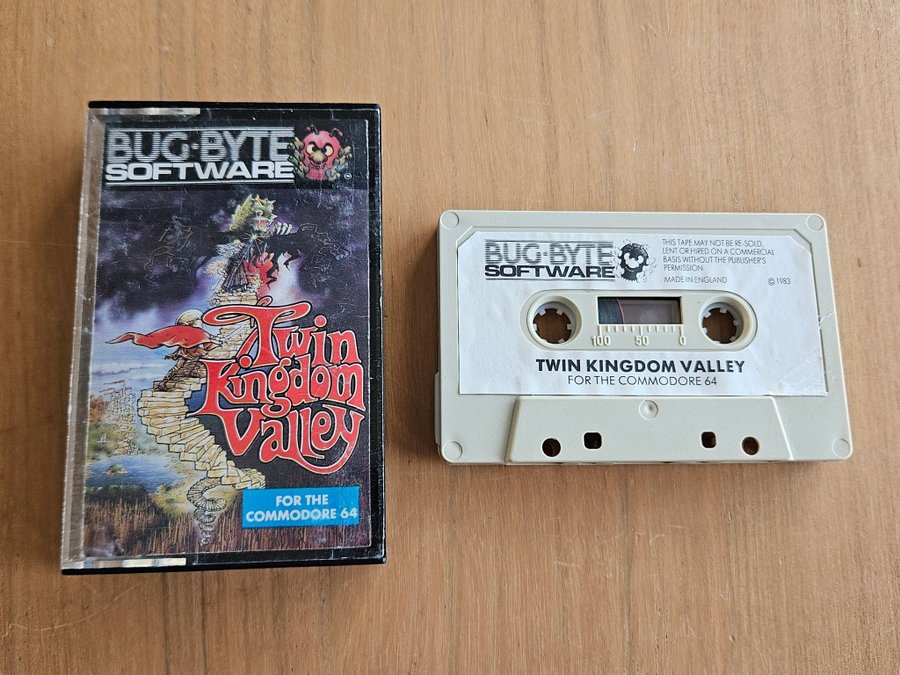 BUG-BYTE
SOFTWARE
TM
Twin
Kingdom
Valley
FOR THE
COMMODORE 64
BUG-BYTE
SOFTWARE
THIS TAPE MAY NOT BE RE-SOLD,
LENT OR HIRED ON A COMMERCIAL
BASIS WITHOUT THE PUBLISHER'S
PERMISSION
MADE IN ENGLAND
© 1983
100 50 0
TWIN KINGDOM VALLEY
FOR THE COMMODORE 64